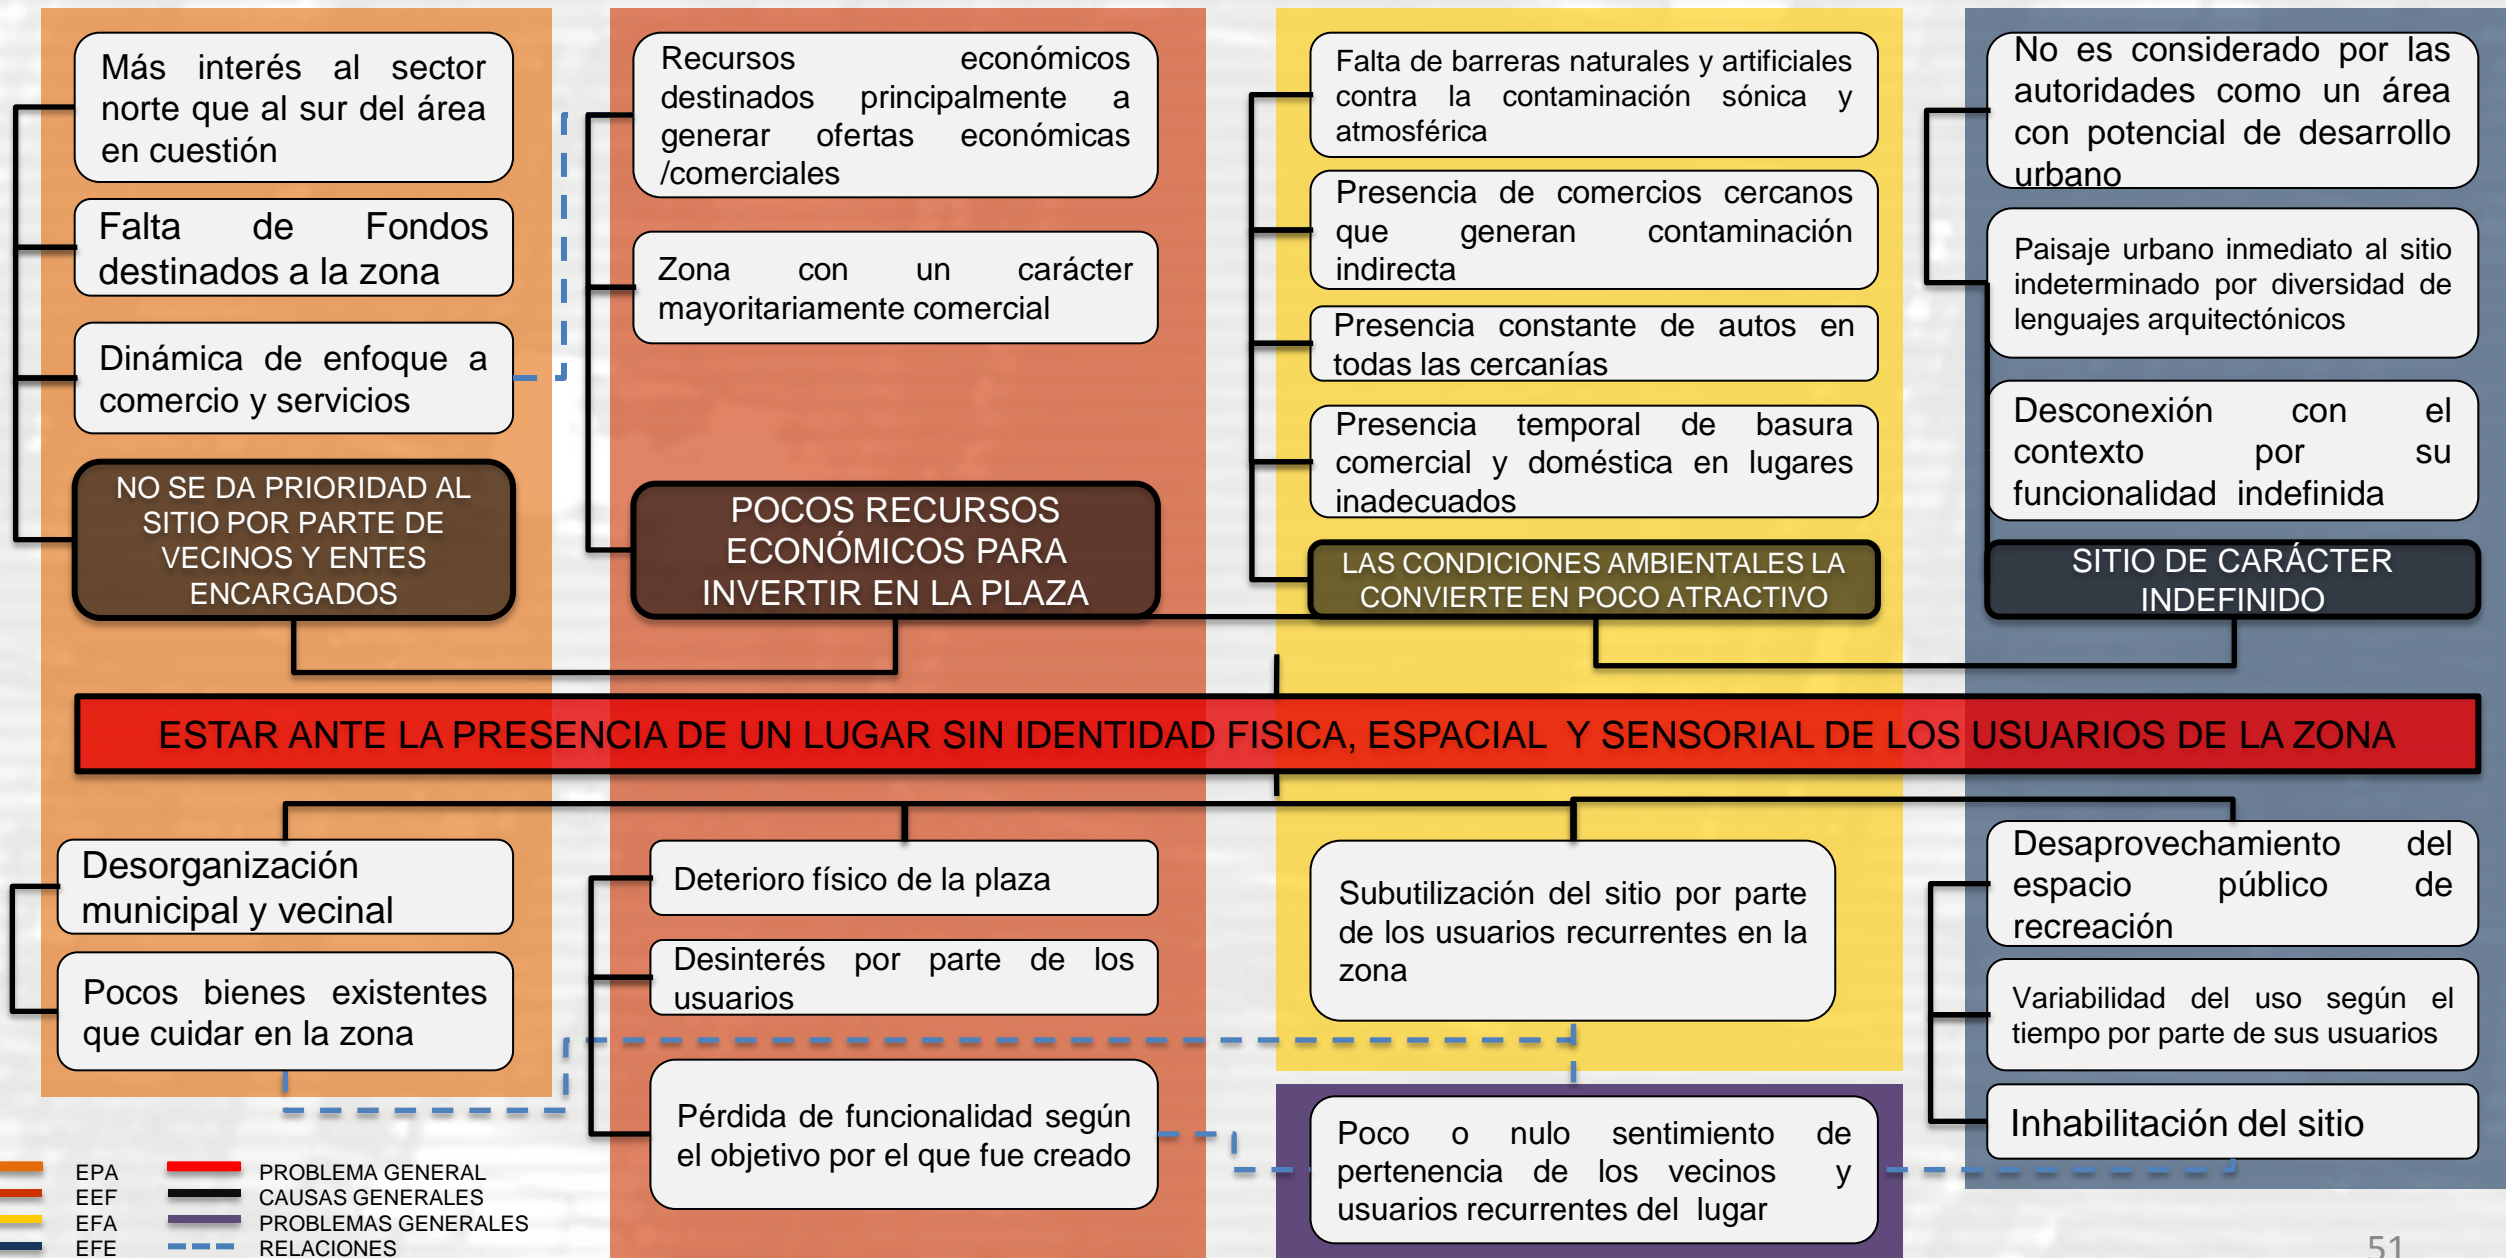 Más interés al sector
norte que al sur del área
en cuestión
Falta de Fondos
destinados a la zona
Dinámica de enfoque a
comercio y servicios
NO SE DA PRIORIDAD AL
SITIO POR PARTE DE
VECINOS Y ENTES
ENCARGADOS
Recursos económicos
destinados principalmente a
generar ofertas económicas
/comerciales
Zona con un carácter
mayoritariamente comercial
POCOS RECURSOS
ECONÓMICOS PARA
INVERTIR EN LA PLAZA
Falta de barreras naturales y artificiales
contra la contaminación sónica y
atmosférica
Presencia de comercios cercanos
que generan contaminación
indirecta
Presencia constante de autos en
todas las cercanías
Presencia temporal de basura
comercial y doméstica en lugares
inadecuados
LAS CONDICIONES AMBIENTALES LA
CONVIERTE EN POCO ATRACTIVO
No es considerado por las
autoridades como un área
con potencial de desarrollo
urbano
Paisaje urbano inmediato al sitio
indeterminado por diversidad de
lenguajes arquitectónicos
Desconexión con el
contexto por su
funcionalidad indefinida
SITIO DE CARÁCTER
INDEFINIDO
ESTAR ANTE LA PRESENCIA DE UN LUGAR SIN IDENTIDAD FISICA, ESPACIAL Y SENSORIAL DE LOS USUARIOS DE LA ZONA
Desorganización
municipal y vecinal
Pocos bienes existentes
que cuidar en la zona
Deterioro físico de la plaza
Desinterés por parte de los
usuarios
Pérdida de funcionalidad según
el objetivo por el que fue creado
Subutilización del sitio por parte
de los usuarios recurrentes en la
zona
Poco o nulo sentimiento de
pertenencia de los vecinos y
usuarios recurrentes del lugar
Desaprovechamiento del
espacio público de
recreación
Variabilidad del uso según el
tiempo por parte de sus usuarios
Inhabilitación del sitio
EPA PROBLEMA GENERAL
EEF CAUSAS GENERALES
EFA PROBLEMAS GENERALES
EFE RELACIONES
51